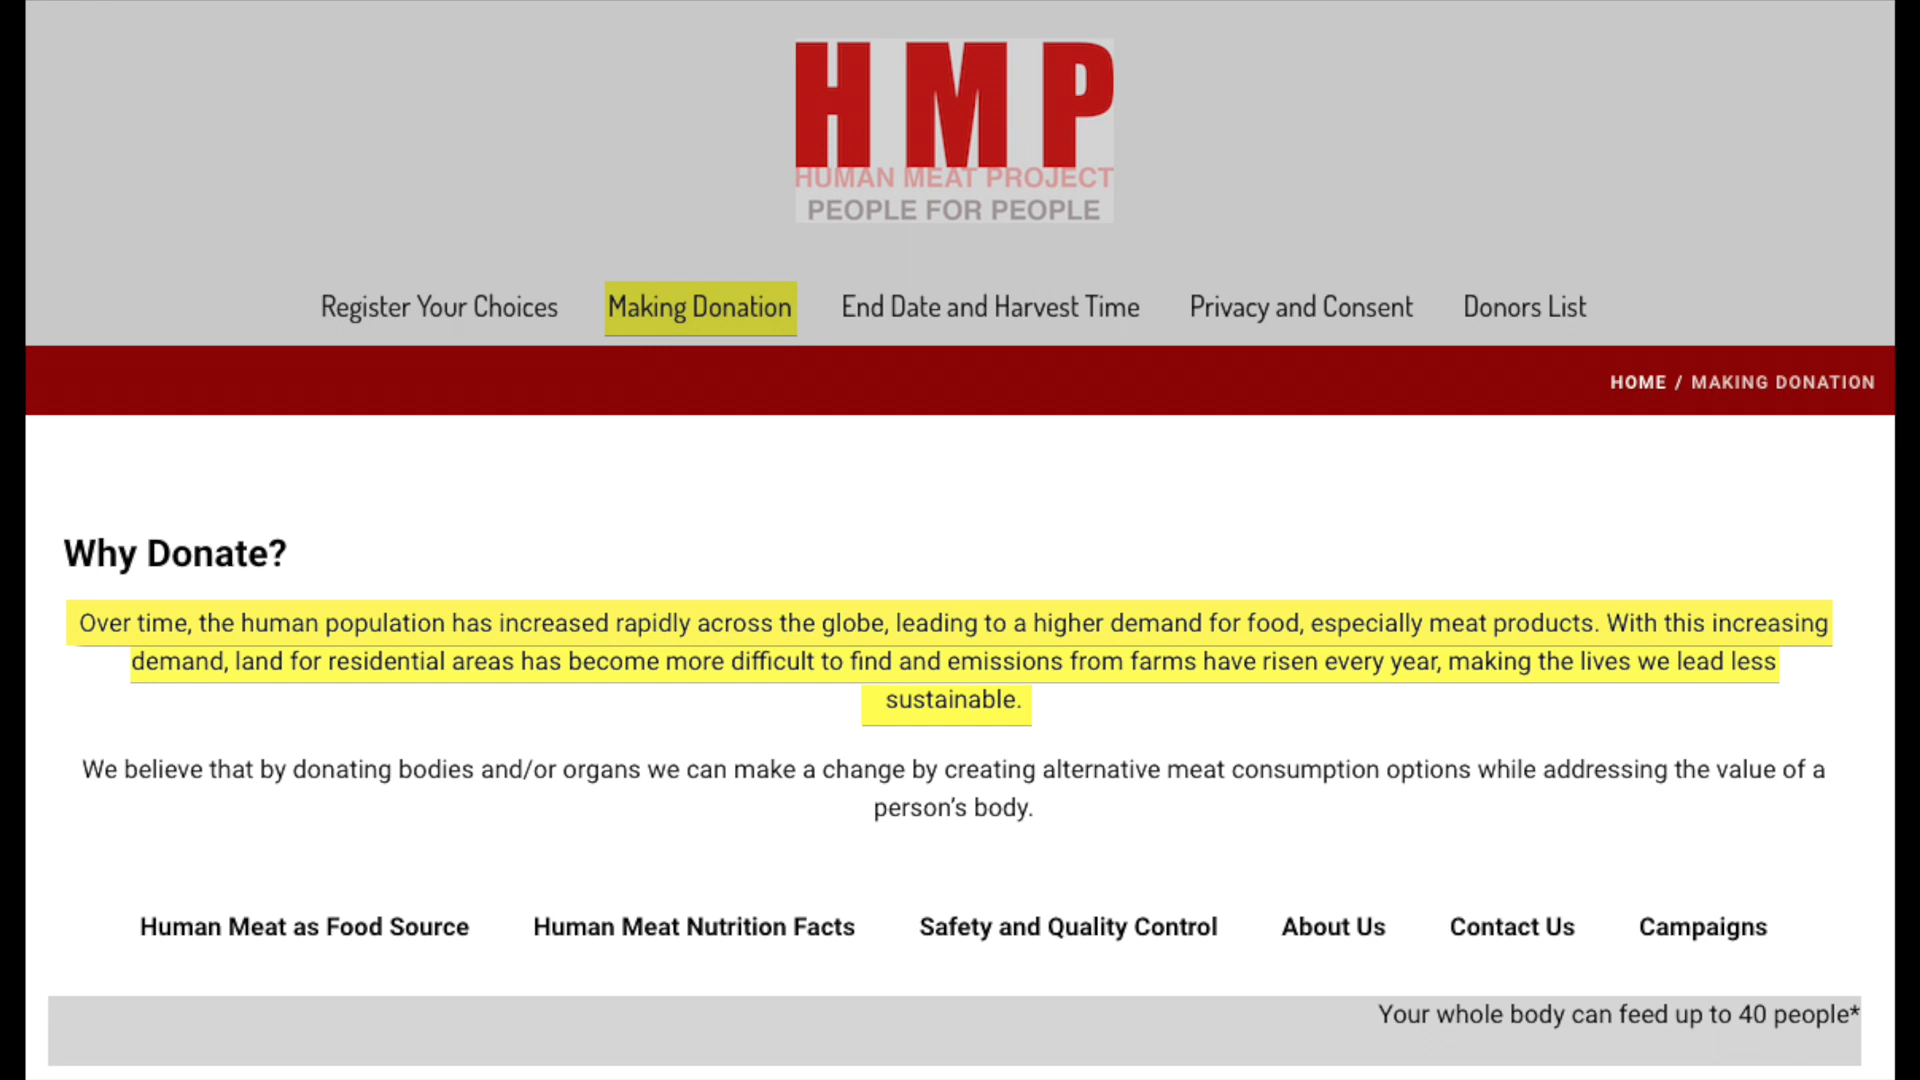 HMP
HUMAN MEAT PROJECT
PEOPLE FOR PEOPLE
Register Your Choices Making Donation End Date and Harvest Time Privacy and Consent Donors List
HOME / MAKING DONATION
Why Donate?
Over time, the human population has increased rapidly across the globe, leading to a higher demand for food, especially meat products. With this increasing
demand, land for residential areas has become more difficult to find and emissions from farms have risen every year, making the lives we lead less
sustainable.
We believe that by donating bodies and/or organs we can make a change by creating alternative meat consumption options while addressing the value of a
person’s body.
Human Meat as Food Source Human Meat Nutrition Facts Safety and Quality Control About Us Contact Us Campaigns
Your whole body can feed up to 40 people*